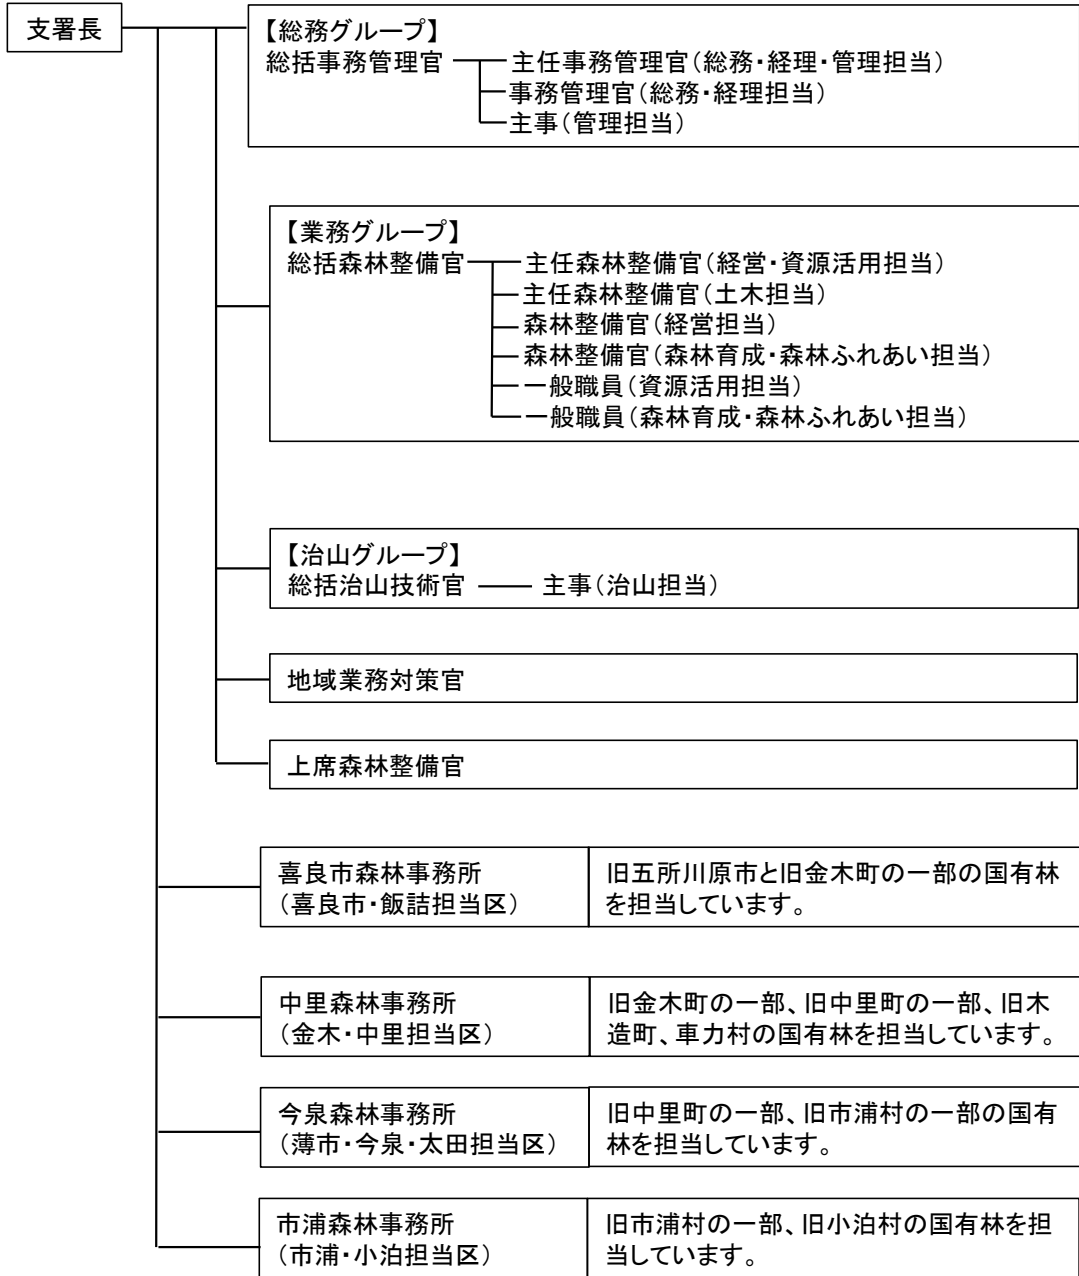 支署長
【総務グループ】
総括事務管理官
主任事務管理官(総務・経理・管理担当)
事務管理官(総務・経理担当)
主事(管理担当)
【業務グループ】
総括森林整備官
主任森林整備官(経営・資源活用担当)
主任森林整備官(土木担当)
森林整備官(経営担当)
森林整備官(森林育成・森林ふれあい担当)
一般職員(資源活用担当)
一般職員(森林育成・森林ふれあい担当)
【治山グループ】
総括治山技術官
主事(治山担当)
地域業務対策官
上席森林整備官
喜良市森林事務所
(喜良市・飯詰担当区)
旧五所川原市と旧金木町の一部の国有林
を担当しています。
中里森林事務所
(金木・中里担当区)
旧金木町の一部、旧中里町の一部、旧木
造町、車力村の国有林を担当しています。
今泉森林事務所
(薄市・今泉・太田担当区)
旧中里町の一部、旧市浦村の一部の国有
林を担当しています。
市浦森林事務所
(市浦・小泊担当区)
旧市浦村の一部、旧小泊村の国有林を担
当しています。